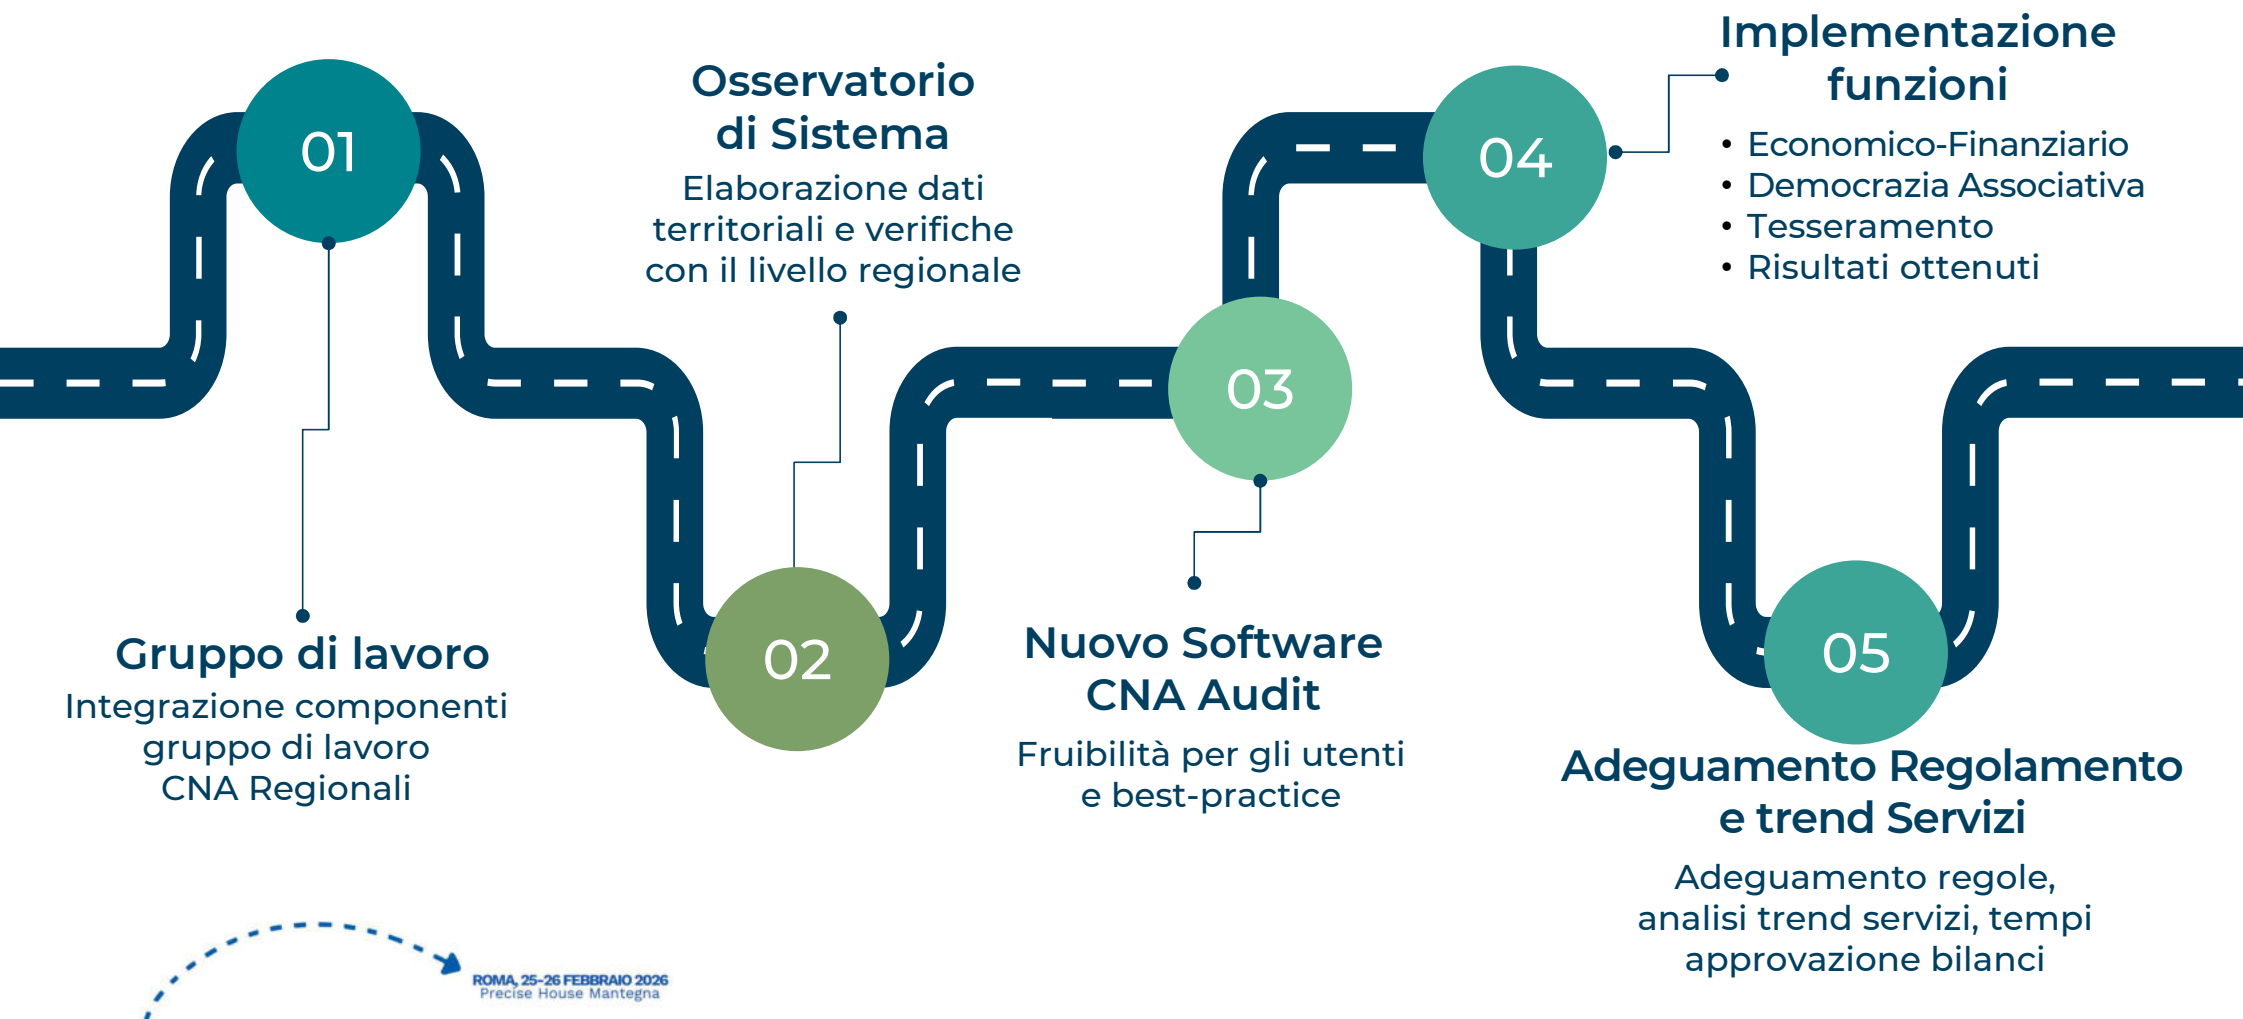 01
Gruppo di lavoro
Integrazione componenti
gruppo di lavoro
CNA Regionali
Osservatorio
di Sistema
Elaborazione dati
territoriali e verifiche
con il livello regionale
02
03
Nuovo Software
CNA Audit
Fruibilità per gli utenti
e best-practice
04
Implementazione
funzioni
• Economico-Finanziario
• Democrazia Associativa
• Tesseramento
• Risultati ottenuti
05
Adeguamento Regolamento
e trend Servizi
Adeguamento regole,
analisi trend servizi, tempi
approvazione bilanci
ROMA, 25-26 FEBBRAIO 2026
Precise House Mantegna